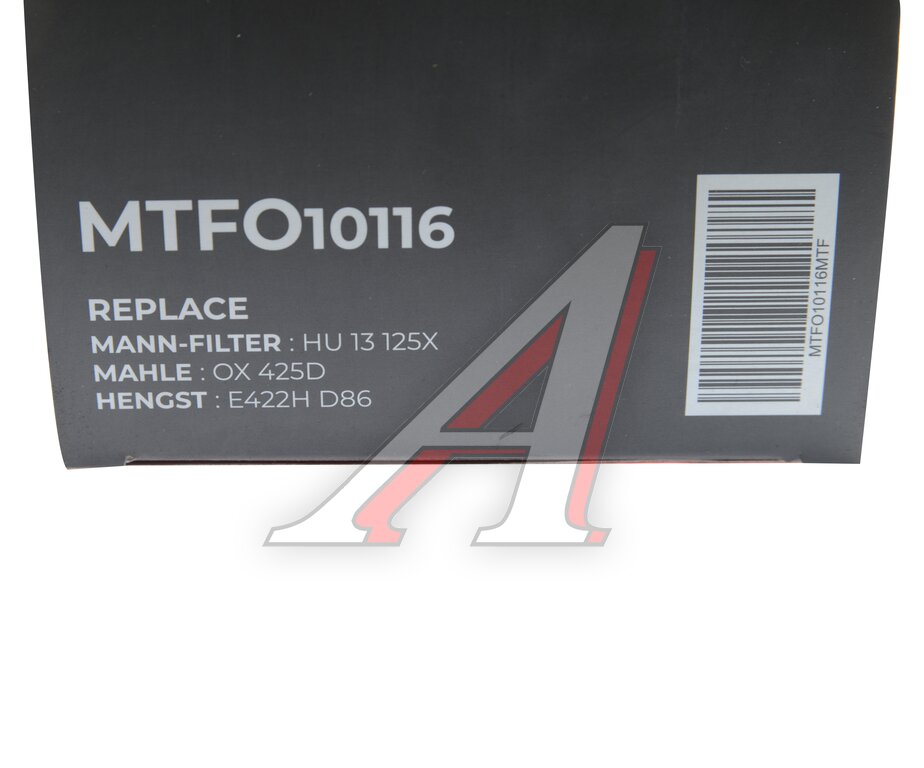 MTFO10116
REPLACE
MANN-FILTER : HU 13 125X
MAHLE : OX 425D
HENGST : E422H D86
MTFO10116MTF
A